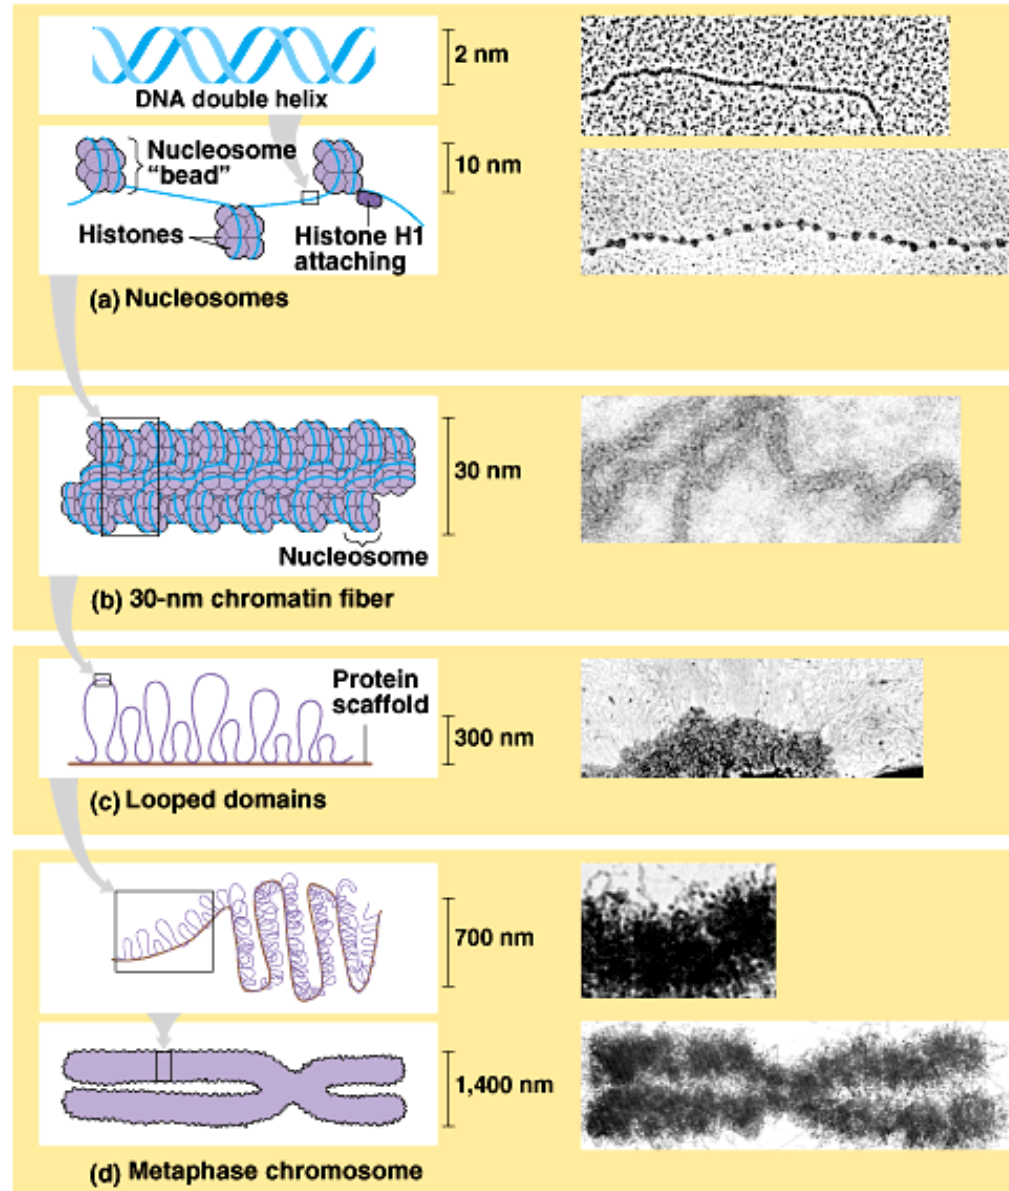 2 nm
DNA double helix
Nucleosome
"bead"
10 nm
Histones
Histone H1
attaching
(a) Nucleosomes
30 nm
Nucleosome
(b) 30-nm chromatin fiber
Protein
scaffold
300 nm
(c) Looped domains
700 nm
1,400 nm
(d) Metaphase chromosome